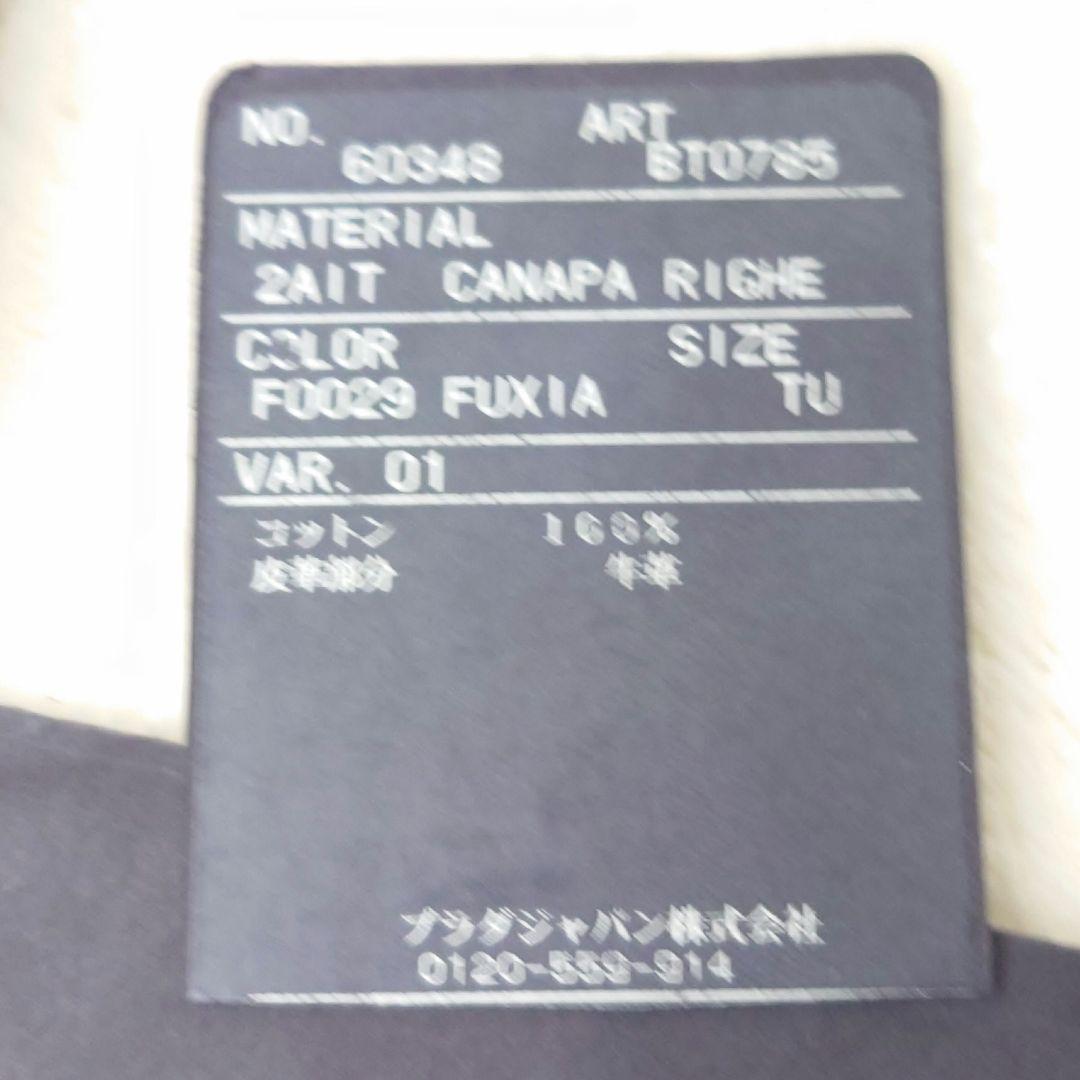 NO. ART
60348 BT0785
MATERIAL
2AIT CANAPA RIGHE
COLOR SIZE
F0029 FUXIA TU
VAR. 01
コットン 100%
皮革部分 牛革
プラダジャパン株式会社
0120-559-914